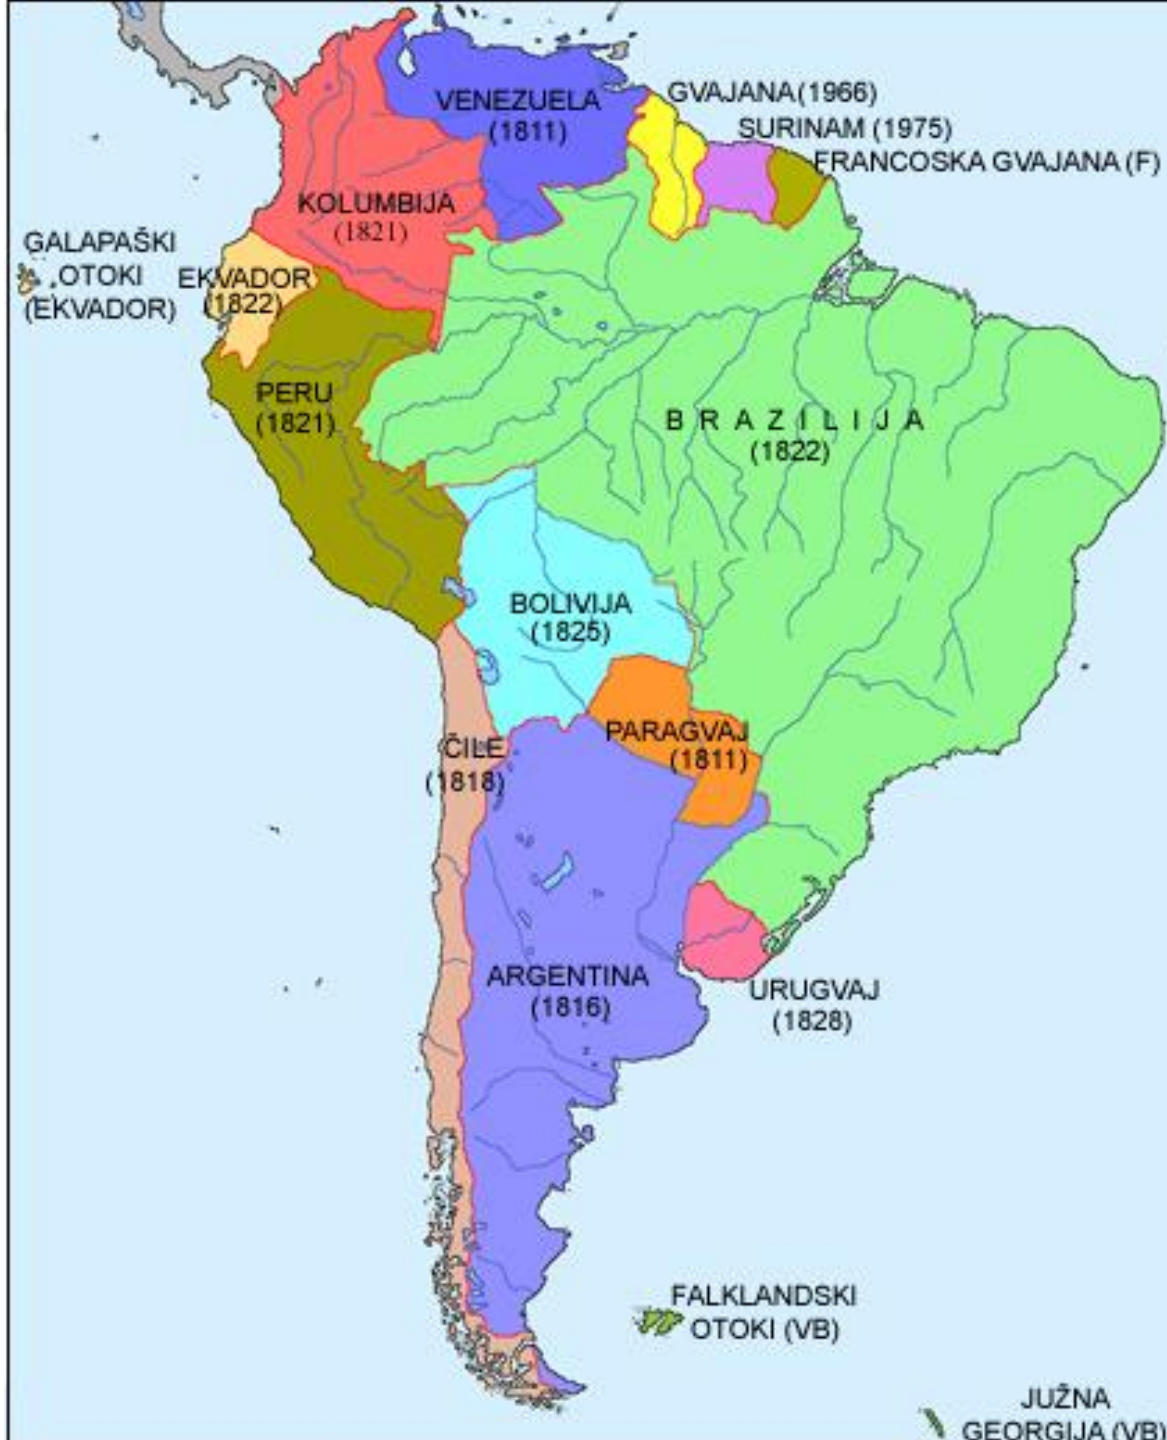 VENEZUELA
(1811)
GVAJANA(1966)
SURINAM (1975)
FRANCOSKA GVAJANA (F)
KOLUMBIJA
(1821)
GALAPAŠKI
OTOKI
(EKVADOR)
EKVADOR
(1822)
PERU
(1821)
B R A Z I L I J A
(1822)
BOLIVIJA
(1825)
PARAGVAJ
(1811)
ČILE
(1818)
ARGENTINA
(1816)
URUGVAJ
(1828)
FALKLANDSKI
OTOKI (VB)
JUŽNA
GEORGIJA (VB)